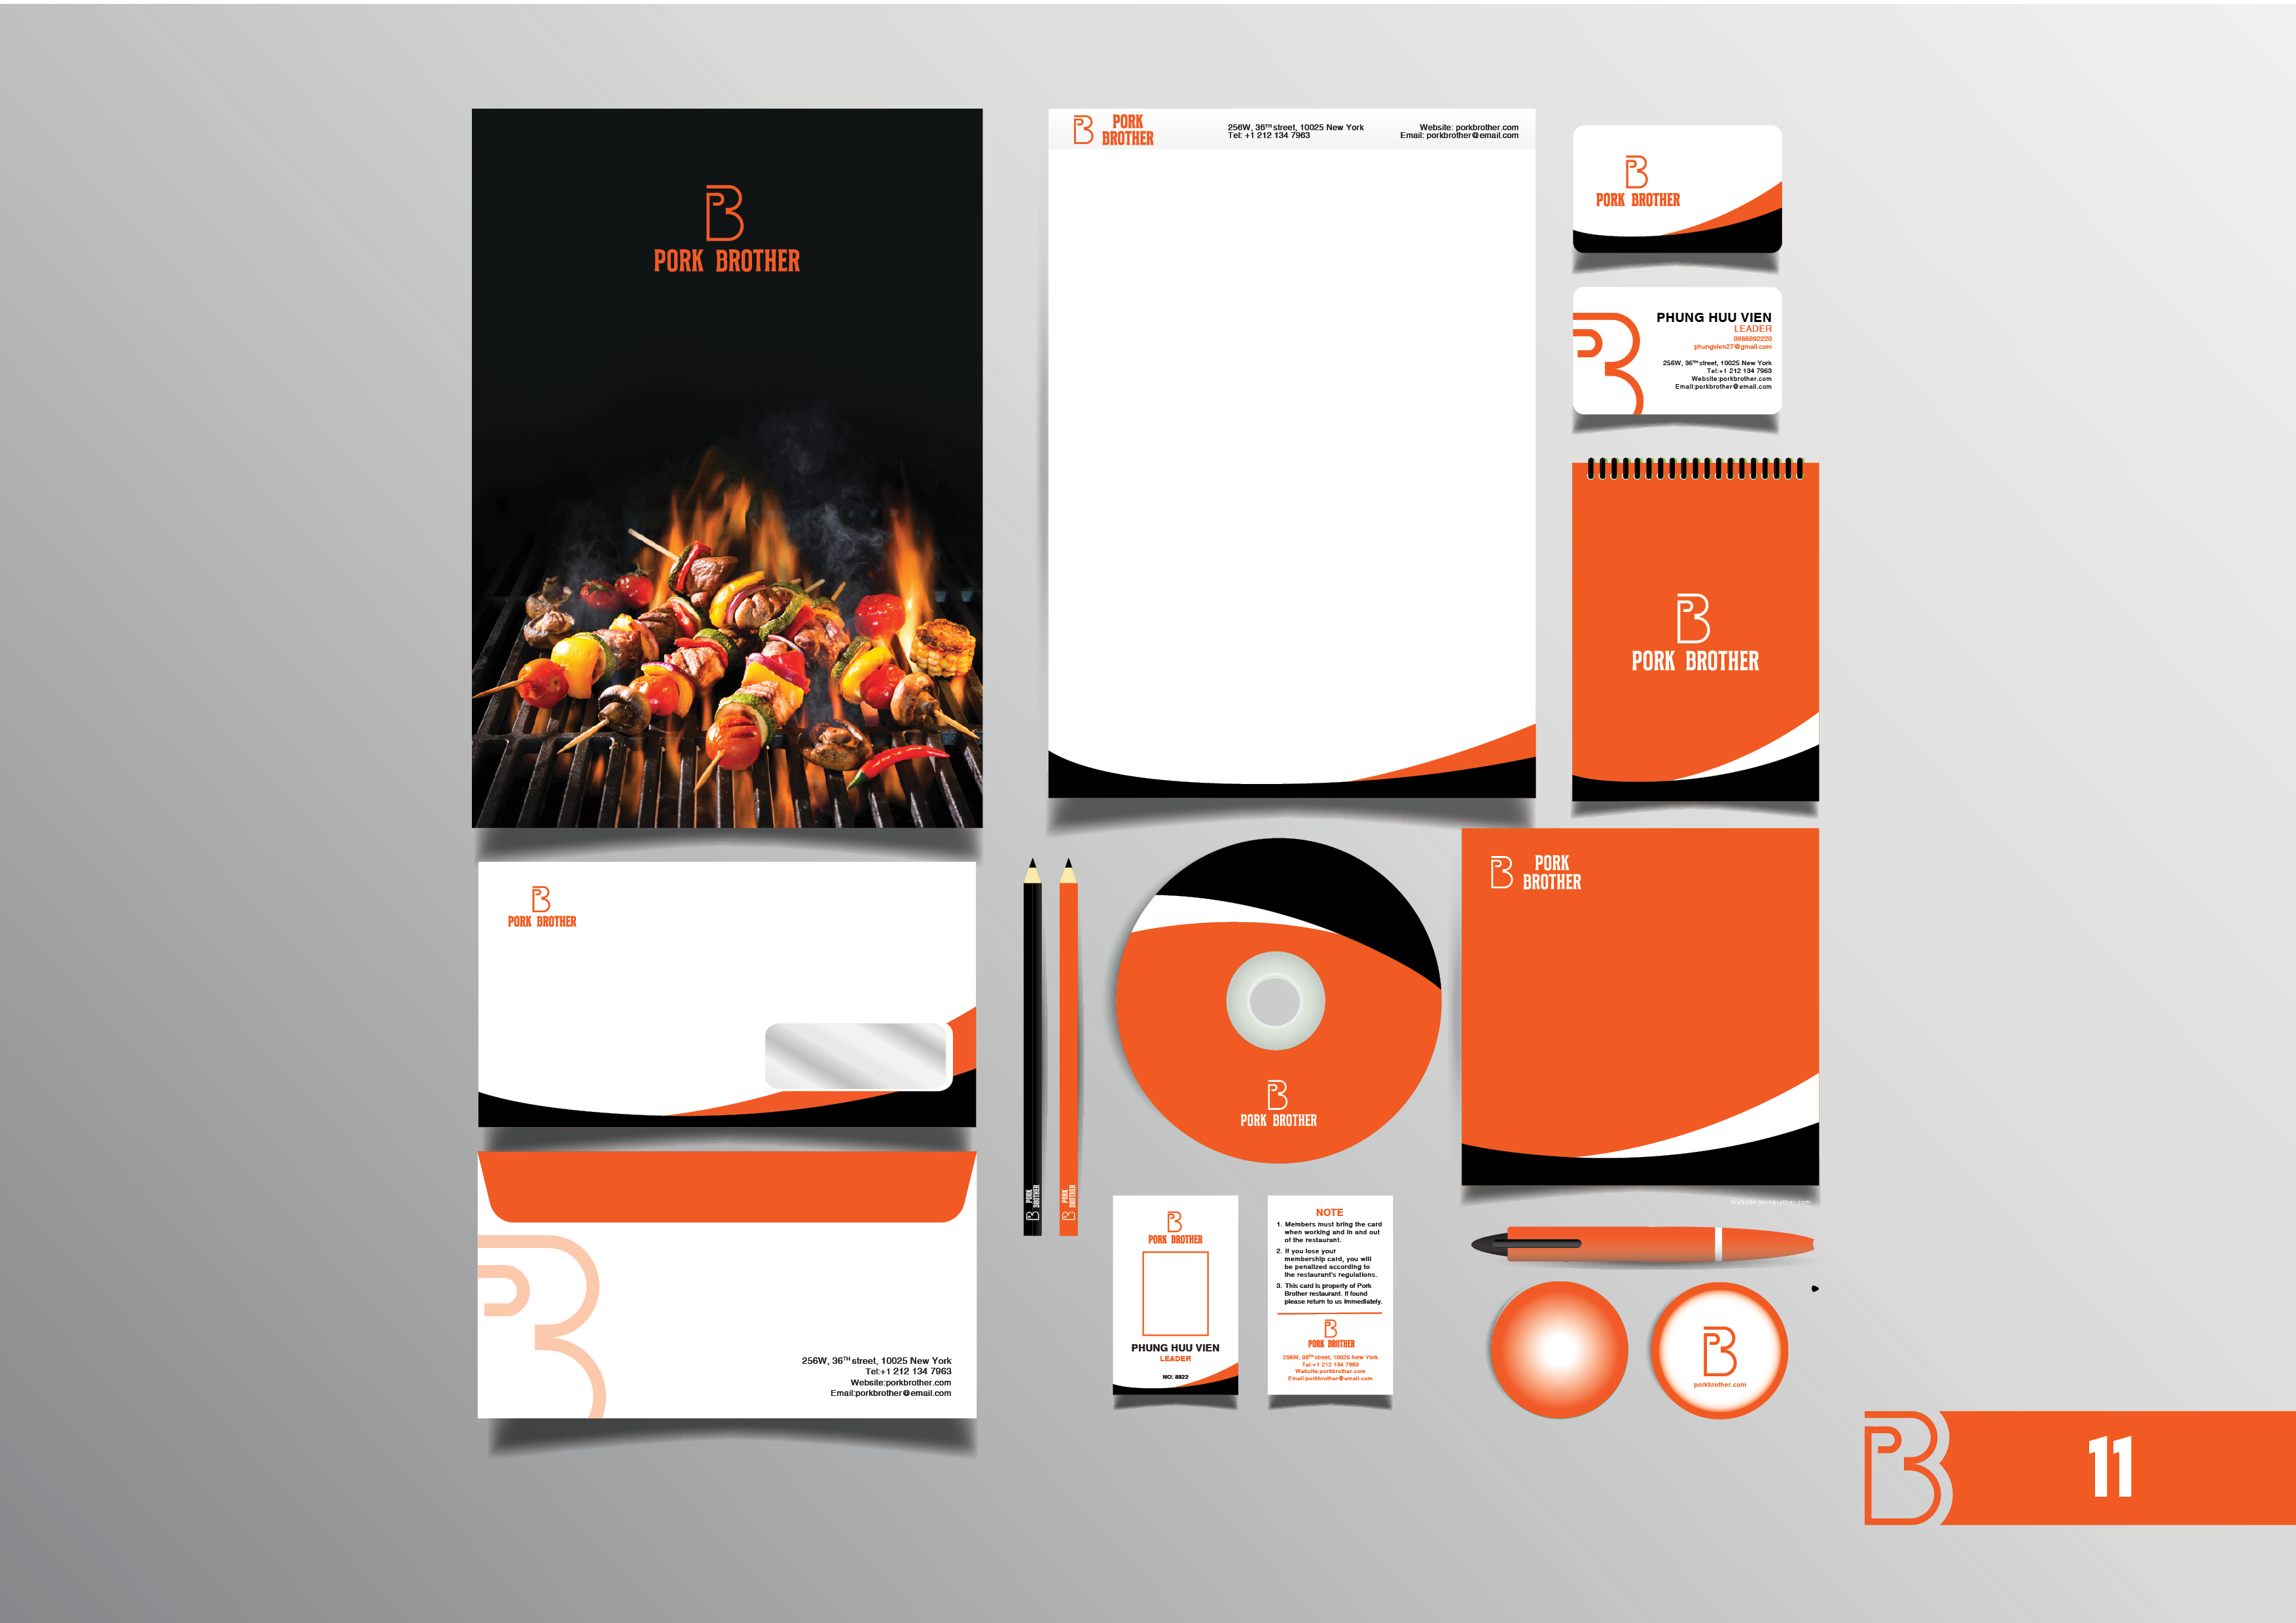 PORK BROTHER
PORK
BROTHER
256W, 36TH street, 10025 New York
Tel: +1 212 134 7963
Website: porkbrother.com
Email: porkbrother@email.com
PORK BROTHER
PHUNG HUU VIEN
LEADER
0988892220
phungvien27@gmail.com
256W, 36TH street, 10025 New York
Tel:+1 212 134 7963
Website:porkbrother.com
Email:porkbrother@email.com
PORK BROTHER
PORK BROTHER
PORK
BROTHER
PORK
BROTHER
PORK BROTHER
PORK
BROTHER
Website:porkbrother.com
256W, 36TH street, 10025 New York
Tel:+1 212 134 7963
Website:porkbrother.com
Email:porkbrother@email.com
PORK BROTHER
PHUNG HUU VIEN
LEADER
NO: 8822
NOTE
1. Members must bring the card
when working and in and out
of the restaurant.
2. If you lose your
membership card, you will
be penalized according to
the restaurant's regulations.
3. This card is property of Pork
Brother restaurant. If found
please return to us immediately.
PORK BROTHER
256W, 36TH street, 10025 New York
Tel:+1 212 134 7963
Website:porkbrother.com
Email:porkbrother@email.com
porkbrother.com
11